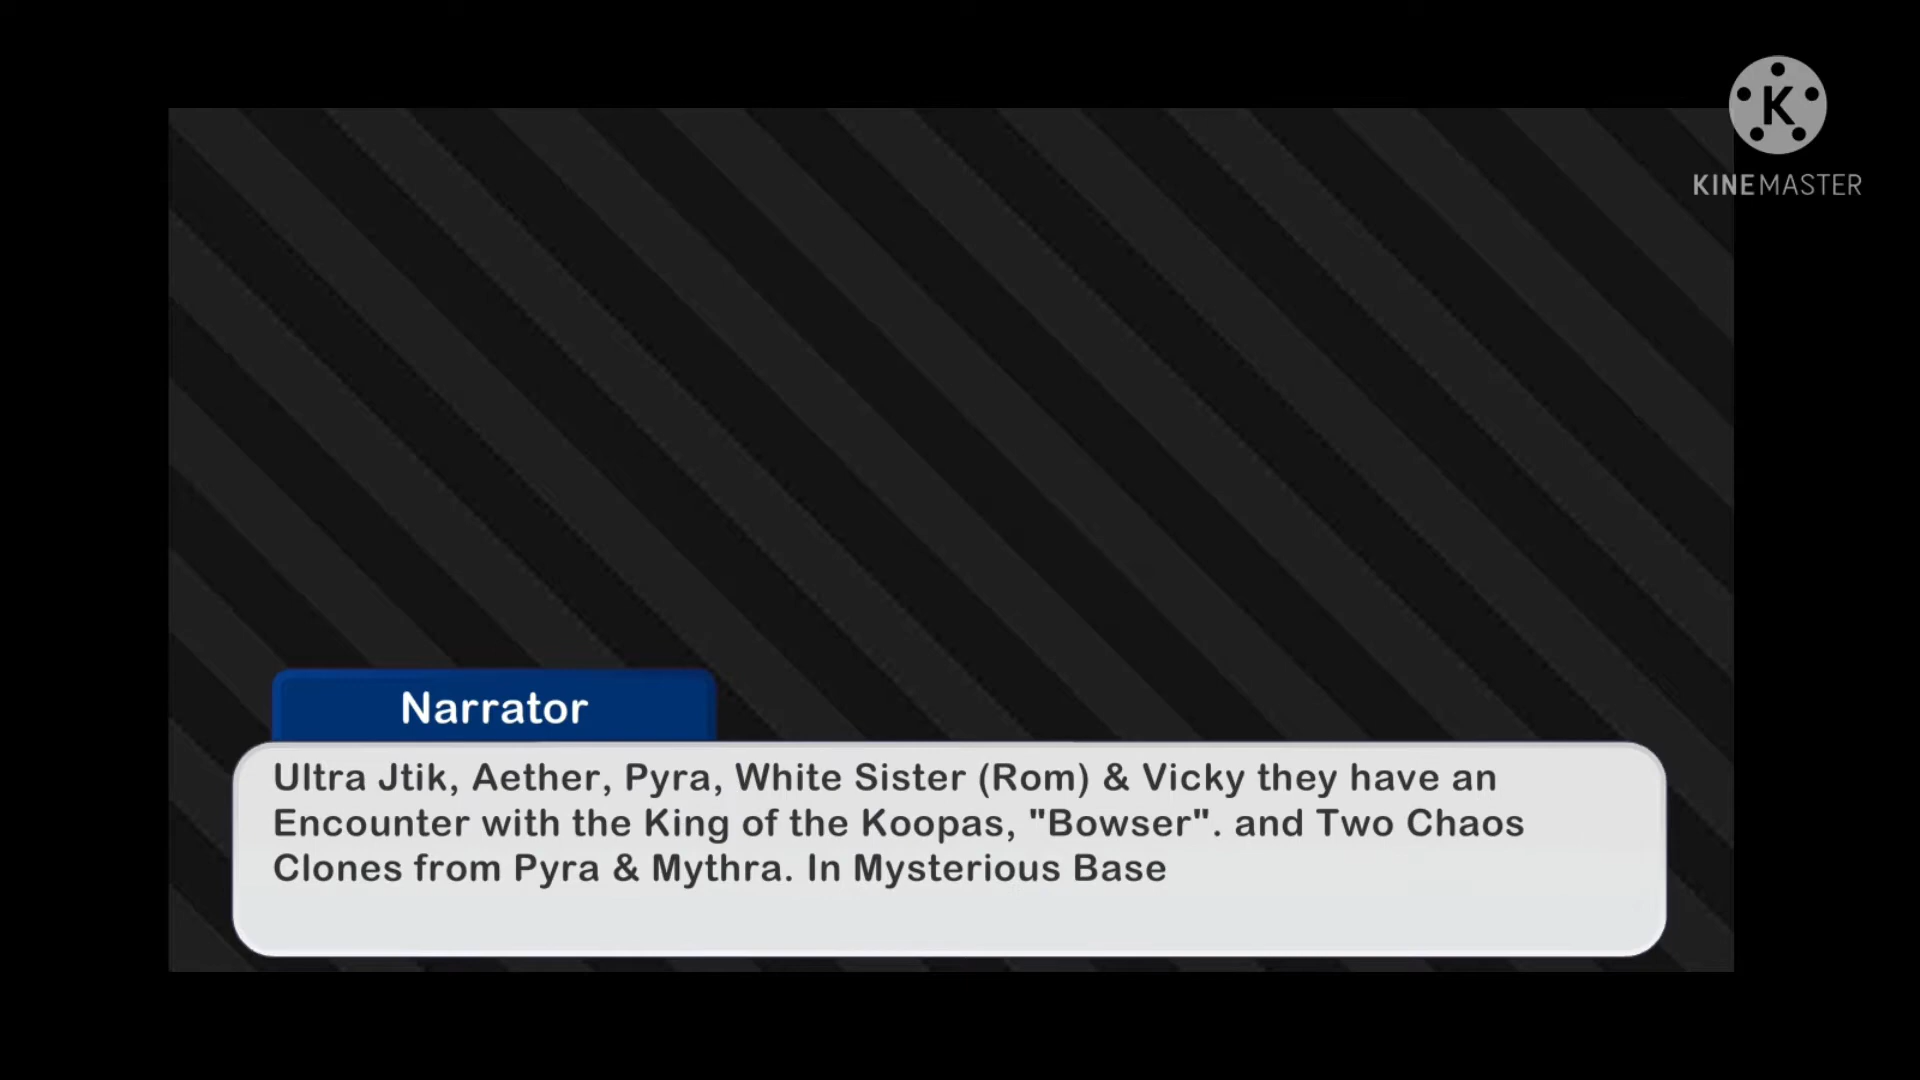 K
KINEMASTER
Narrator
Ultra Jtik, Aether, Pyra, White Sister (Rom) & Vicky they have an
Encounter with the King of the Koopas, "Bowser". and Two Chaos
Clones from Pyra & Mythra. In Mysterious Base